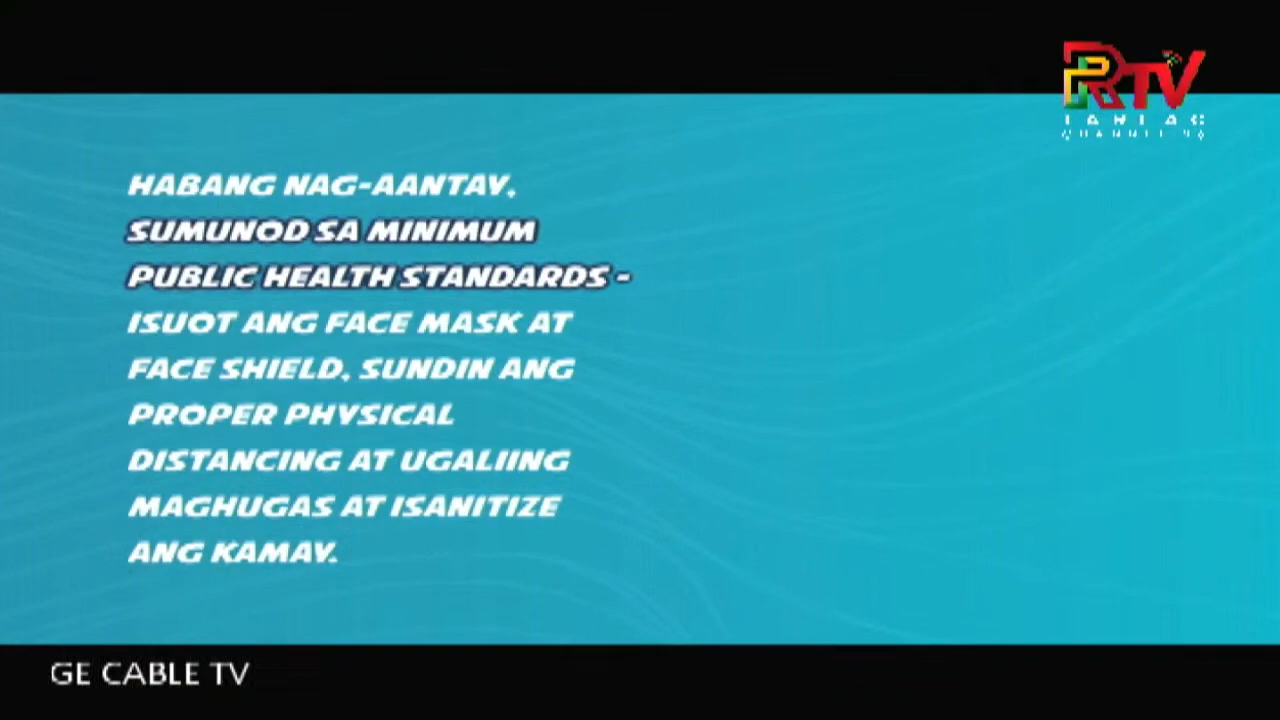 RTV
TARLAC
HABANG NAG-AANTAY,
SUMUNOD SA MINIMUM
PUBLIC HEALTH STANDARDS -
ISUOT ANG FACE MASK AT
FACE SHIELD, SUNDIN ANG
PROPER PHYSICAL
DISTANCING AT UGALIING
MAGHUGAS AT ISANITIZE
ANG KAMAY.
GE CABLE TV